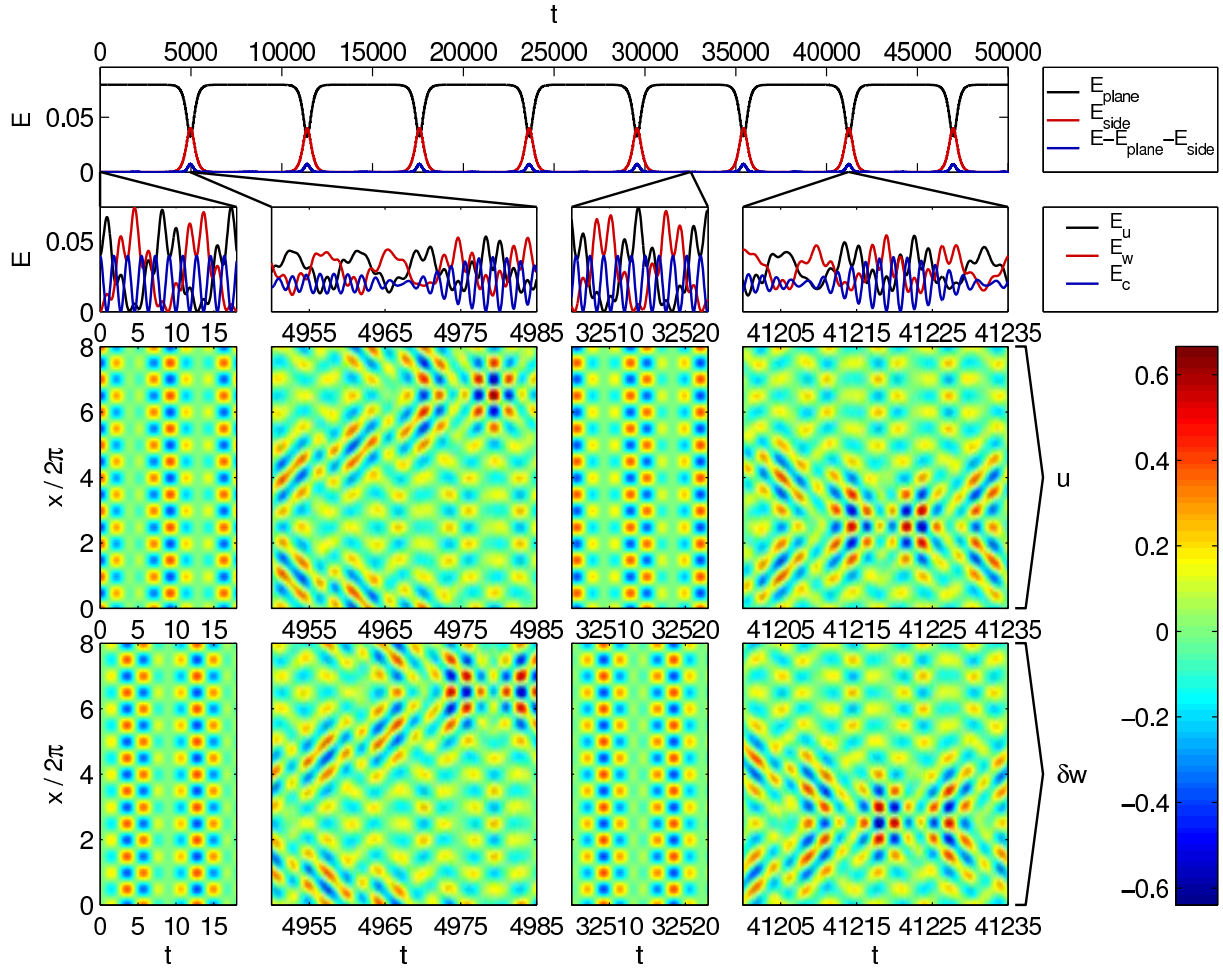 t
0 5000 10000 15000 20000 25000 30000 35000 40000 45000 50000
E
0.05
0
E_plane
E_side
E−E_plane−E_side
E
0.05
0
E_u
E_w
E_c
0 5 10 15
4955 4965 4975 4985
32510 32520
41205 41215 41225 41235
x / 2π
8
6
4
2
0
u
0 5 10 15
4955 4965 4975 4985
32510 32520
41205 41215 41225 41235
x / 2π
8
6
4
2
0
δw
0 5 10 15
4955 4965 4975 4985
32510 32520
41205 41215 41225 41235
t t t t
0.6
0.4
0.2
0
−0.2
−0.4
−0.6